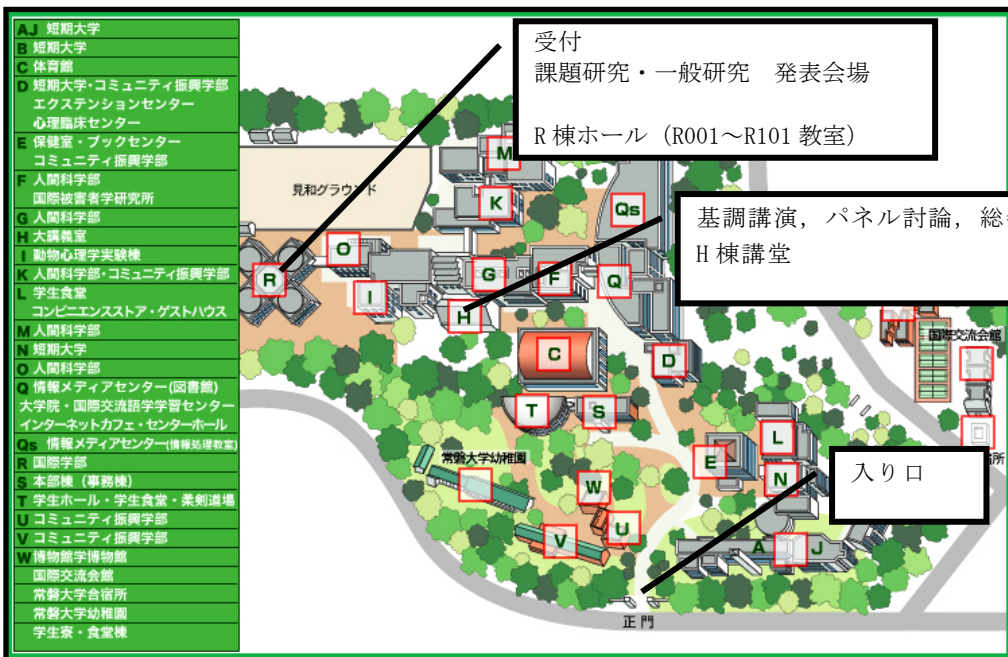 AJ 短期大学
B 短期大学
C 体育館
D 短期大学・コミュニティ振興学部
エクステンションセンター
心理臨床センター
E 保健室・ブックセンター
コミュニティ振興学部
F 人間科学部
国際被害者学研究所
G 人間科学部
H 大講義室
I 動物心理学実験棟
K 人間科学部・コミュニティ振興学部
L 学生食堂
コンビニエンスストア・ゲストハウス
M 人間科学部
N 短期大学
O 人間科学部
Q 情報メディアセンター(図書館)
大学院・国際交流語学学習センター
インターネットカフェ・センターホール
Qs 情報メディアセンター(情報処理教室)
R 国際学部
S 本部棟（事務棟）
T 学生ホール・学生食堂・柔剣道場
U コミュニティ振興学部
V コミュニティ振興学部
W 博物館学博物館
国際交流会館
常磐大学合宿所
常磐大学幼稚園
学生寮・食堂棟
受付
課題研究・一般研究　発表会場
R 棟ホール（R001～R101 教室）
基調講演，パネル討論，総
H 棟講堂
入り口
見和グラウンド
M
K
Qs
O
R
I
G
F
Q
H
C
D
国際交流会館
T
S
L
常磐大学幼稚園
E
W
N
所
U
V
A
J
正門